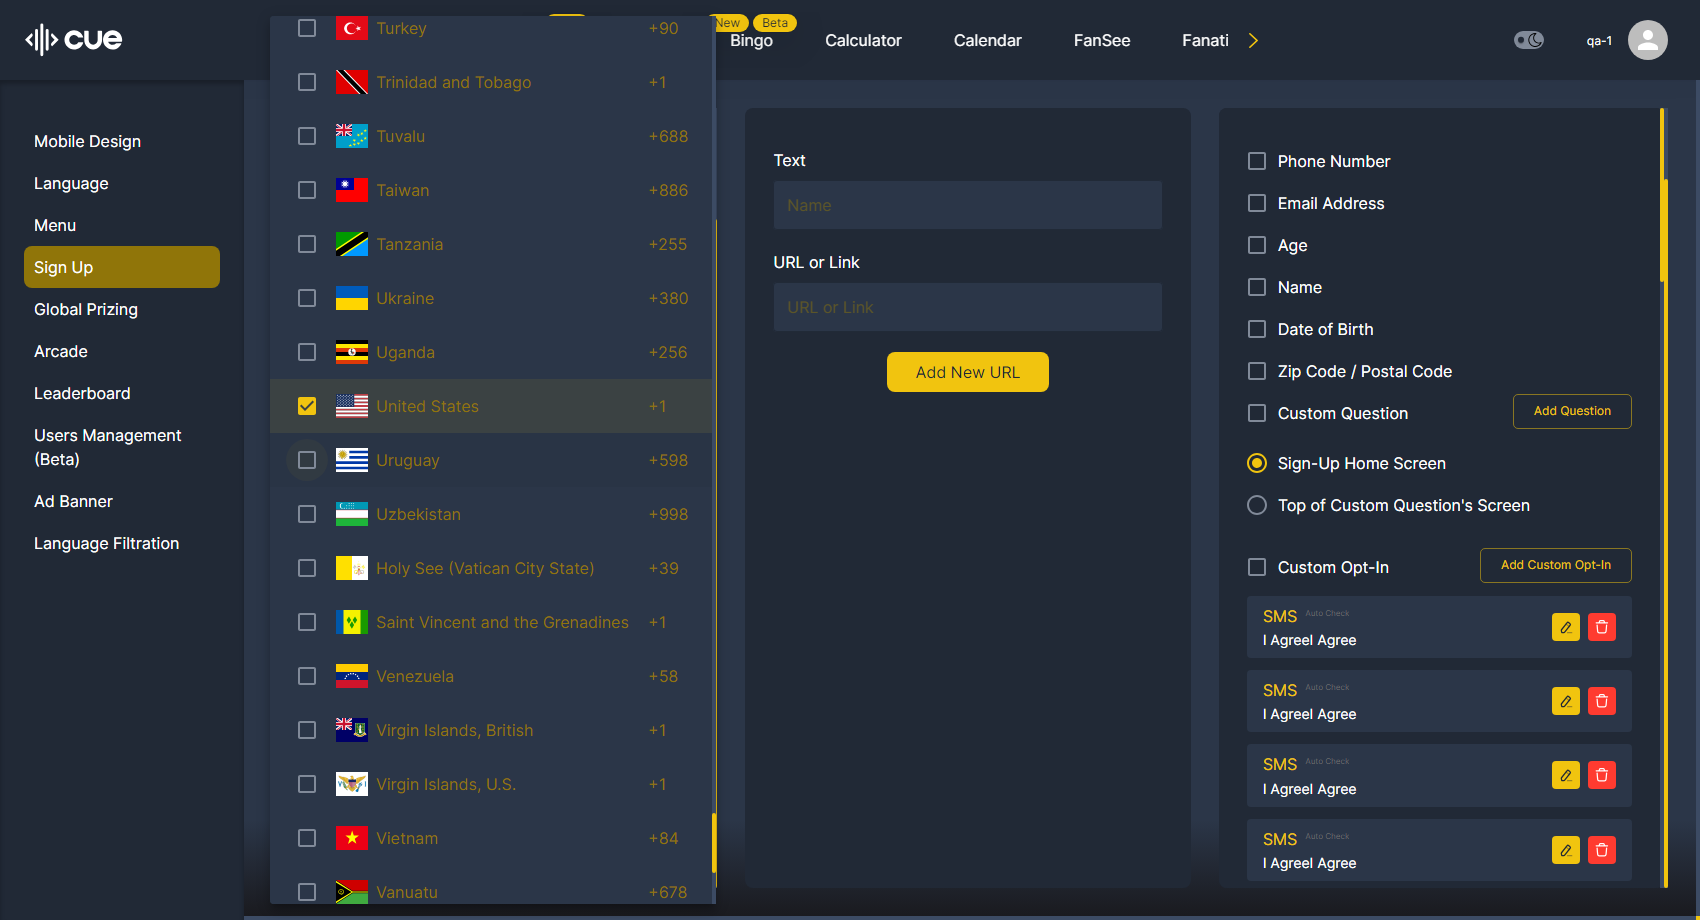 cue
New
Beta
Bingo
Calculator
Calendar
FanSee
Fanati
qa-1
Mobile Design
Language
Menu
Sign Up
Global Prizing
Arcade
Leaderboard
Users Management
(Beta)
Ad Banner
Language Filtration
Turkey +90
Trinidad and Tobago +1
Tuvalu +688
Taiwan +886
Tanzania +255
Ukraine +380
Uganda +256
United States +1
Uruguay +598
Uzbekistan +998
Holy See (Vatican City State) +39
Saint Vincent and the Grenadines +1
Venezuela +58
Virgin Islands, British +1
Virgin Islands, U.S. +1
Vietnam +84
Vanuatu +678
Text
Name
URL or Link
URL or Link
Add New URL
Phone Number
Email Address
Age
Name
Date of Birth
Zip Code / Postal Code
Custom Question
Add Question
Sign-Up Home Screen
Top of Custom Question's Screen
Custom Opt-In
Add Custom Opt-In
SMS Auto Check
I AgreeI Agree
SMS Auto Check
I AgreeI Agree
SMS Auto Check
I AgreeI Agree
SMS Auto Check
I AgreeI Agree